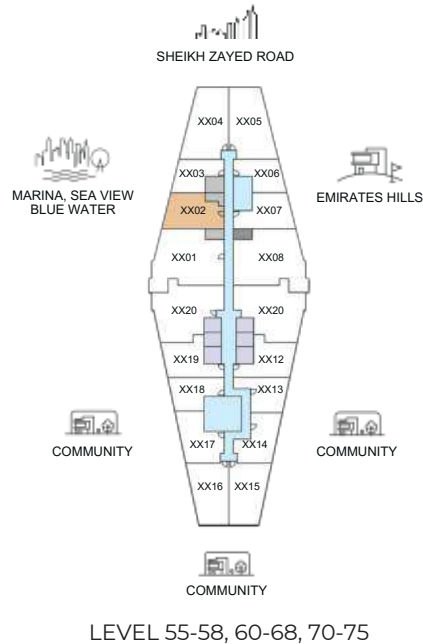 SHEIKH ZAYED ROAD
XX04 XX05
XX03 XX06
MARINA, SEA VIEW
BLUE WATER
EMIRATES HILLS
XX02 XX07
XX01 XX08
XX20 XX20
XX19 XX12
XX18 XX13
COMMUNITY
COMMUNITY
XX17 XX14
XX16 XX15
COMMUNITY
LEVEL 55-58, 60-68, 70-75